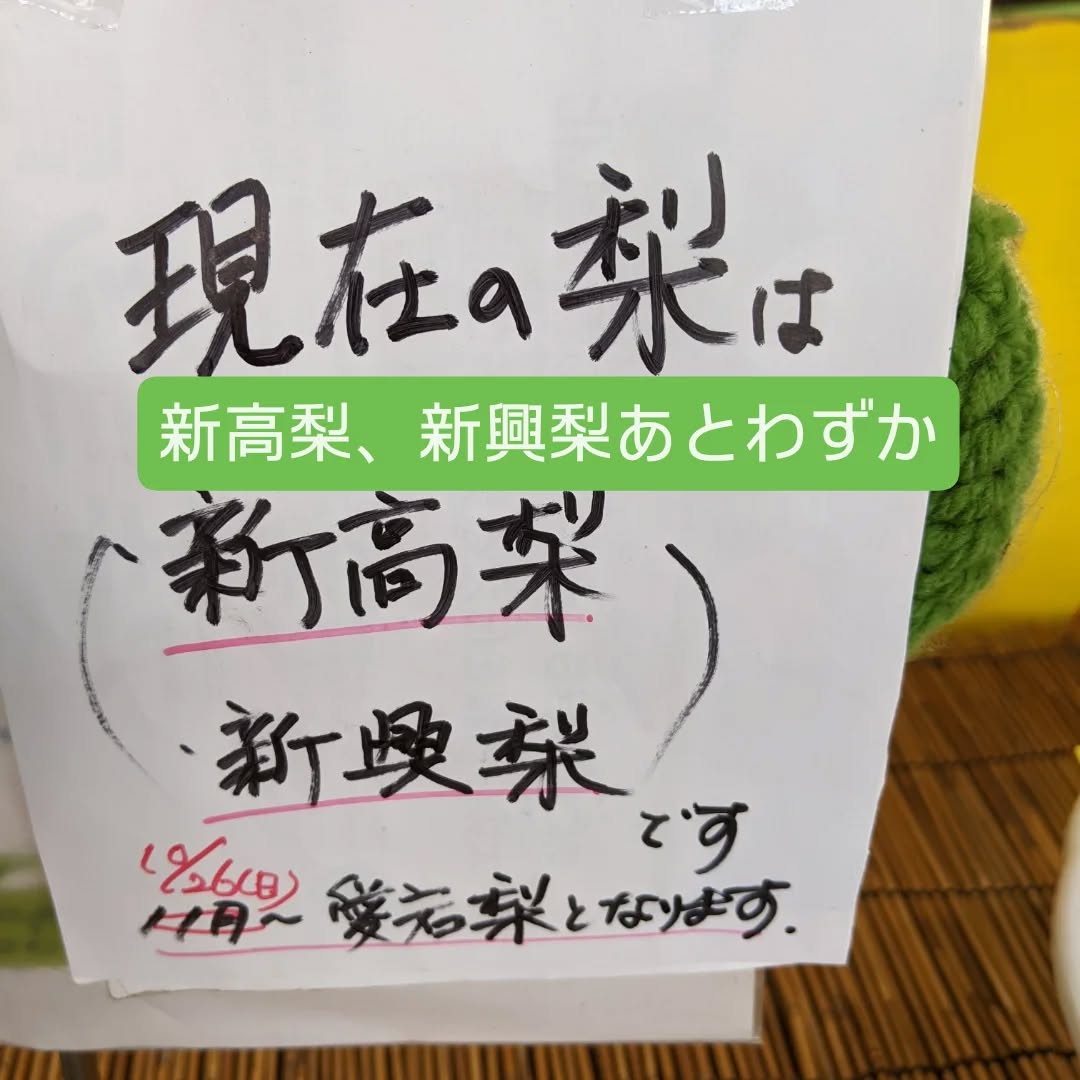 現在の梨は
新高梨、新興梨あとわずか
新高梨
新興梨
です
10/26(日)
11月～愛宕梨となります.